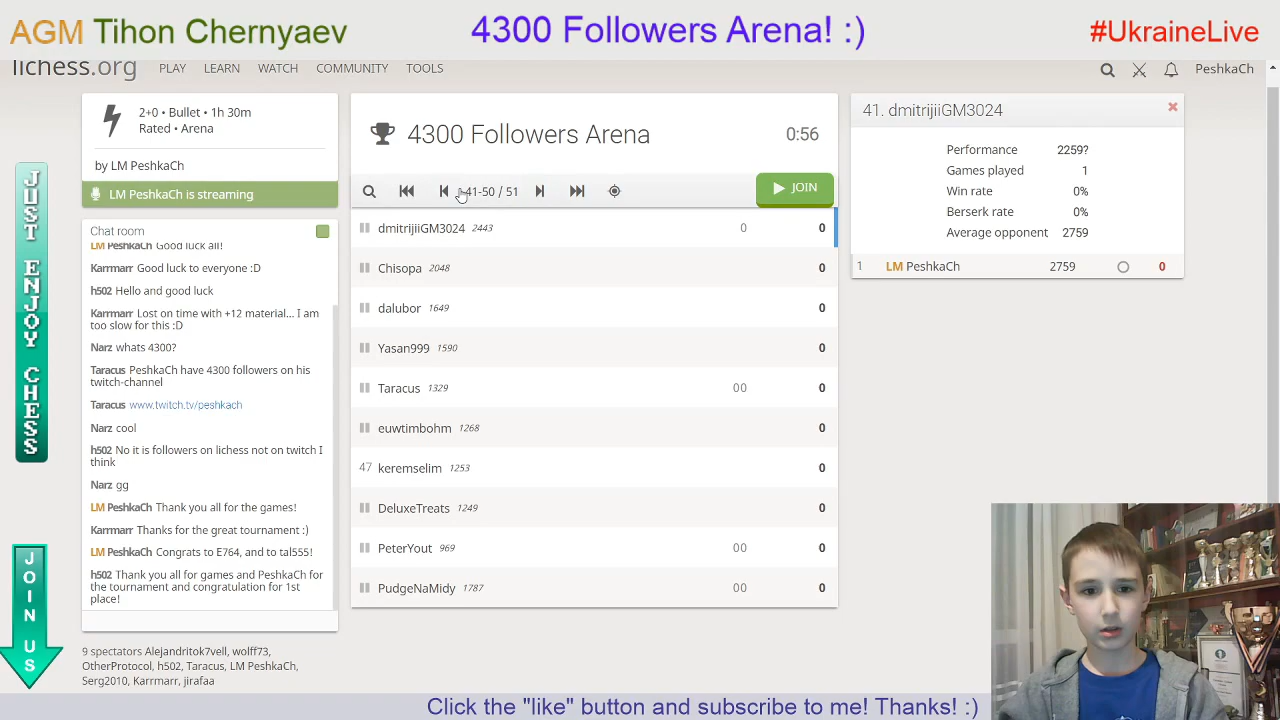 AGM Tihon Chernyaev
4300 Followers Arena! :)
#UkraineLive
lichess.org
PLAY
LEARN
WATCH
COMMUNITY
TOOLS
PeshkaCh
2+0 • Bullet • 1h 30m
Rated • Arena
by LM PeshkaCh
LM PeshkaCh is streaming
Chat room
LM PeshkaCh Good luck all!
Karrmarr Good luck to everyone :D
h502 Hello and good luck
Karrmarr Lost on time with +12 material... I am
too slow for this :D
Narz whats 4300?
Taracus PeshkaCh have 4300 followers on his
twitch-channel
Taracus www.twitch.tv/peshkach
Narz cool
h502 No it is followers on lichess not on twitch I
think
Narz gg
LM PeshkaCh Thank you all for the games!
Karrmarr Thanks for the great tournament :)
LM PeshkaCh Congrats to E764, and to tal555!
h502 Thank you all for games and PeshkaCh for
the tournament and congratulation for 1st
place!
9 spectators Alejandritok7vell, wolff73,
OtherProtocol, h502, Taracus, LM PeshkaCh,
Serg2010, Karrmarr, jirafaa
4300 Followers Arena
0:56
41-50 / 51
JOIN
dmitrijiiGM3024 2443 0 0
Chisopa 2048 0
dalubor 1649 0
Yasan999 1590 0
Taracus 1329 00 0
euwtimbohm 1268 0
47 keremselim 1253 0
DeluxeTreats 1249 0
PeterYout 969 00 0
PudgeNaMidy 1787 00 0
41. dmitrijiiGM3024
Performance 2259?
Games played 1
Win rate 0%
Berserk rate 0%
Average opponent 2759
1 LM PeshkaCh 2759 0
JUST ENJOY CHESS
JOIN US
Click the "like" button and subscribe to me! Thanks! :)